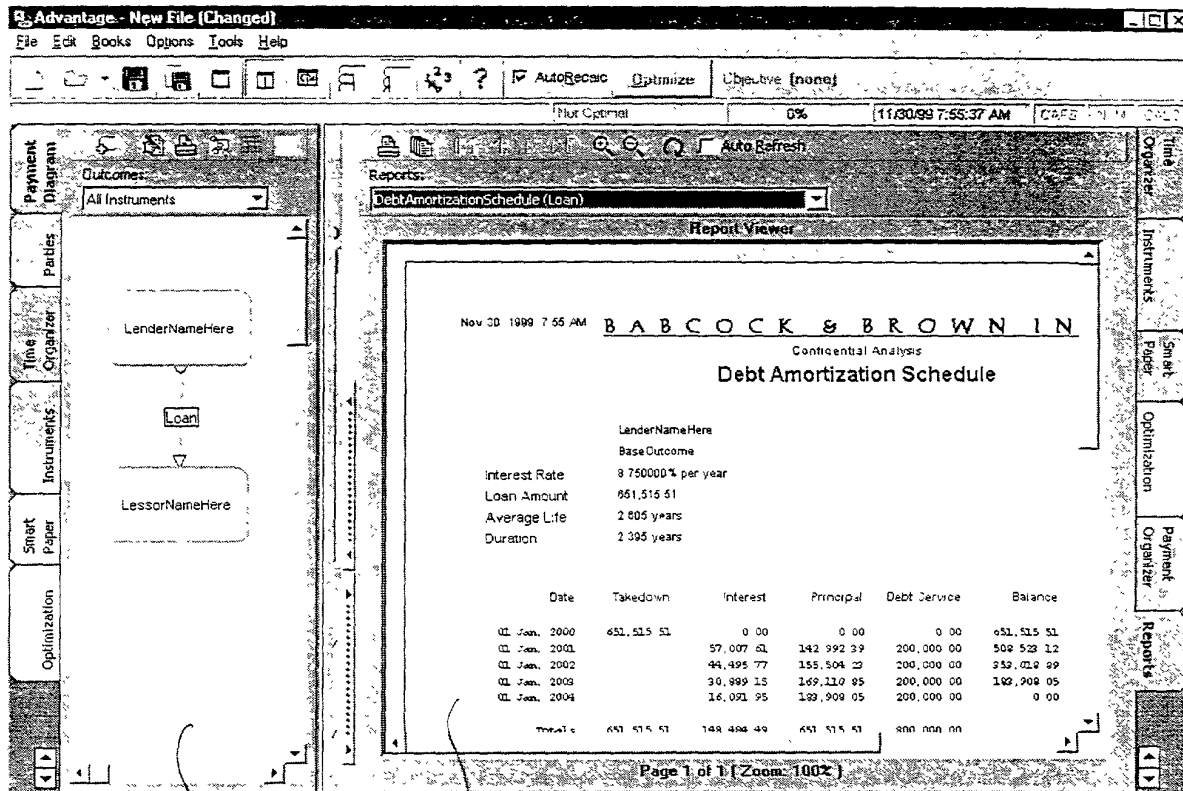 Advantage - New File (Changed)
File Edit Books Options Tools Help
AutoRecalc Optimize Objective (none)
Not Optimal 0% 11/30/99 7:55:37 AM
Payment Diagram
Parties
Time Organizer
Instruments
Smart Paper
Optimization
Outcomes:
All Instruments
LenderNameHere
Loan
LessorNameHere
Auto Refresh
Reports:
DebtAmortizationSchedule (Loan)
Report Viewer
Nov 30 1999 7 55 AM BABCOCK & BROWN IN
Confidential Analysis
Debt Amortization Schedule
LenderNameHere
BaseOutcome
Interest Rate 8 750000% per year
Loan Amount 651,515 51
Average Life 2 605 years
Duration 2 395 years
Date Takedown Interest Principal Debt Service Balance
01 Jan, 2000 651,515 51 0 00 0 00 0 00 651,515 51
01 Jan, 2001 57,007 61 142 992 39 200,000 00 508 523 12
01 Jan, 2002 44,495 77 155,504 23 200,000 00 353,018 89
01 Jan, 2003 30,889 15 169,110 85 200,000 00 183,908 05
01 Jan, 2004 16,091 95 183,908 05 200,000 00 0 00
Totals 651 515 51 148 484 49 651 515 51 800 000 00
Page 1 of 1 (Zoom: 100%)
Time Organizer
Instruments
Smart Paper
Optimization
Payment Organizer
Reports